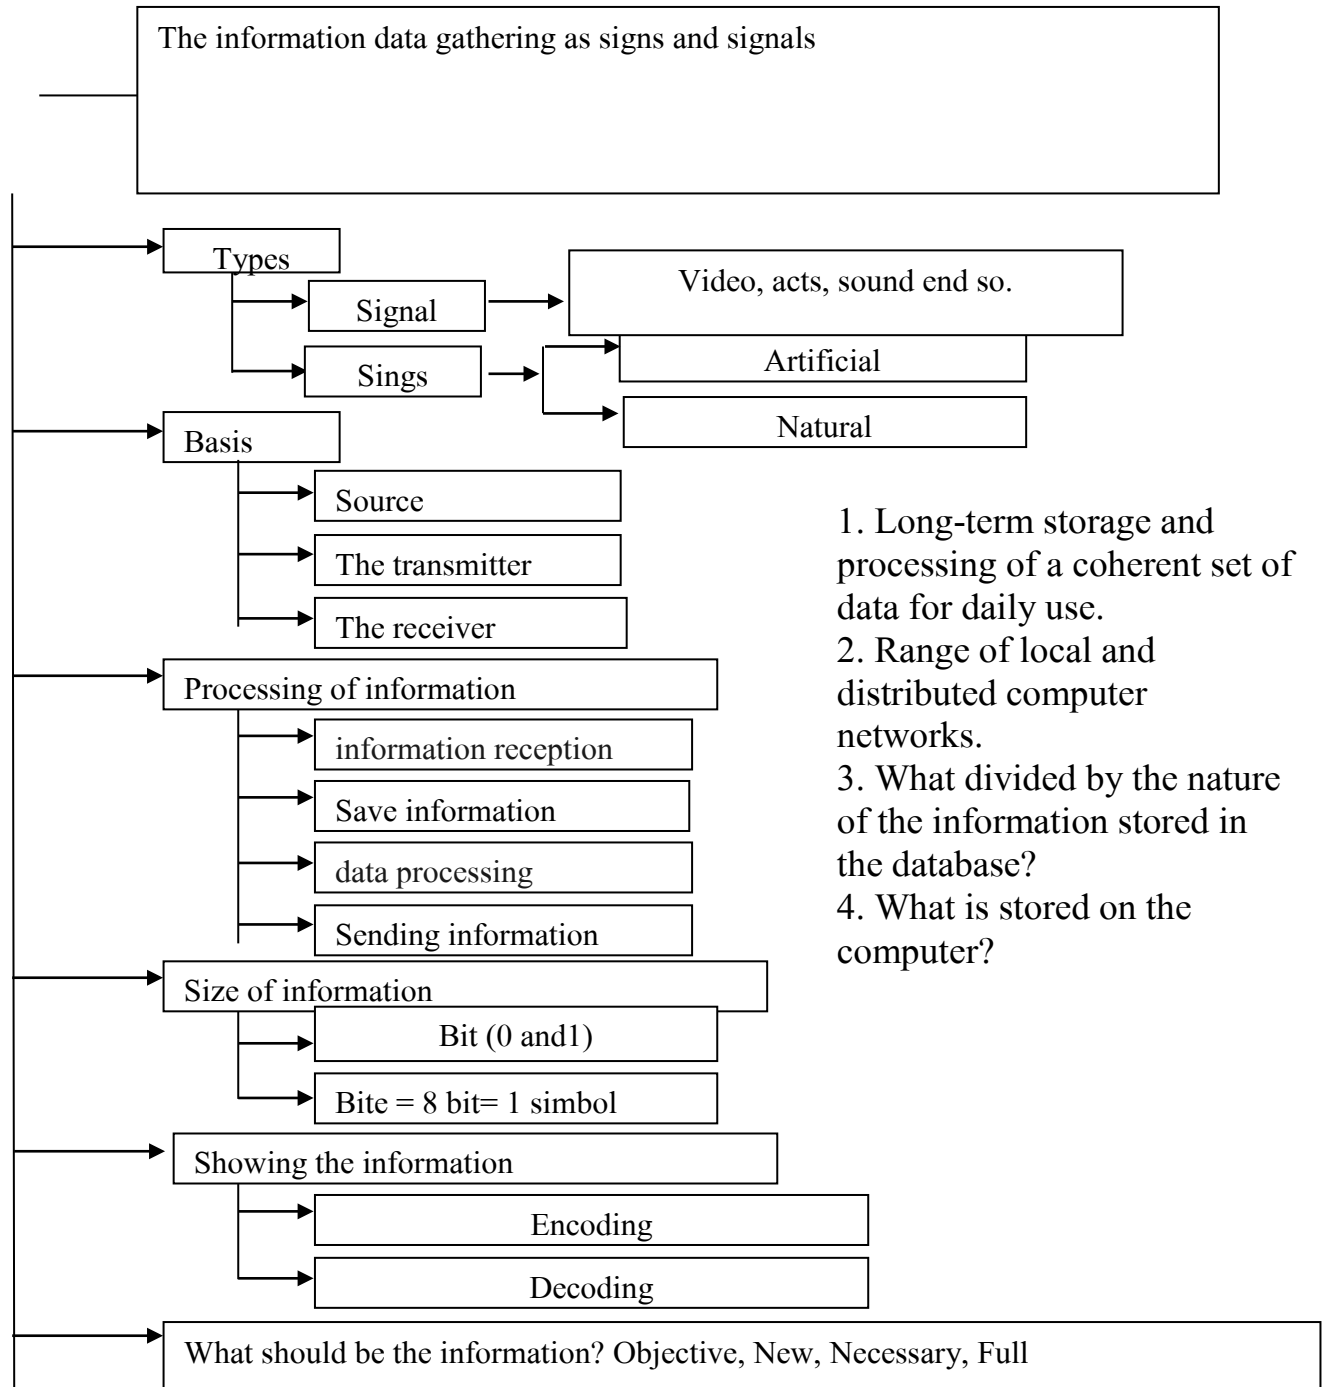 The information data gathering as signs and signals
Types
Signal
Video, acts, sound end so.
Sings
Artificial
Natural
Basis
Source
The transmitter
The receiver
Processing of information
information reception
Save information
data processing
Sending information
Size of information
Bit (0 and1)
Bite = 8 bit= 1 simbol
Showing the information
Encoding
Decoding
What should be the information? Objective, New, Necessary, Full
1. Long-term storage and
processing of a coherent set of
data for daily use.
2. Range of local and
distributed computer
networks.
3. What divided by the nature
of the information stored in
the database?
4. What is stored on the
computer?